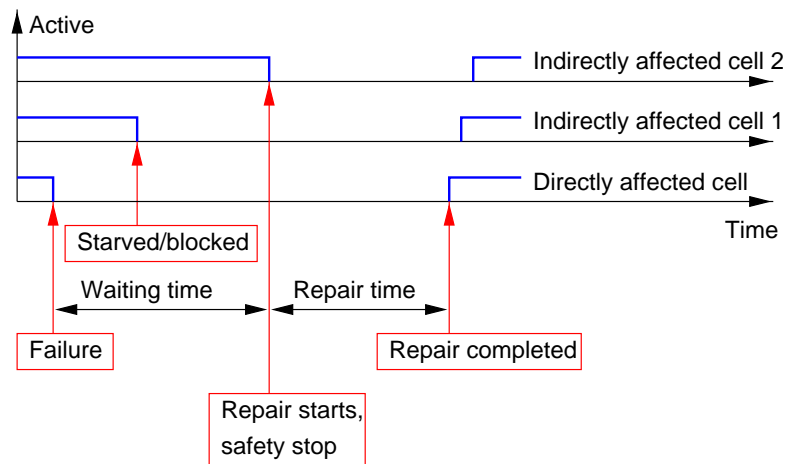 Active
Indirectly affected cell 2
Indirectly affected cell 1
Directly affected cell
Time
Starved/blocked
Waiting time
Repair time
Failure
Repair completed
Repair starts,
safety stop